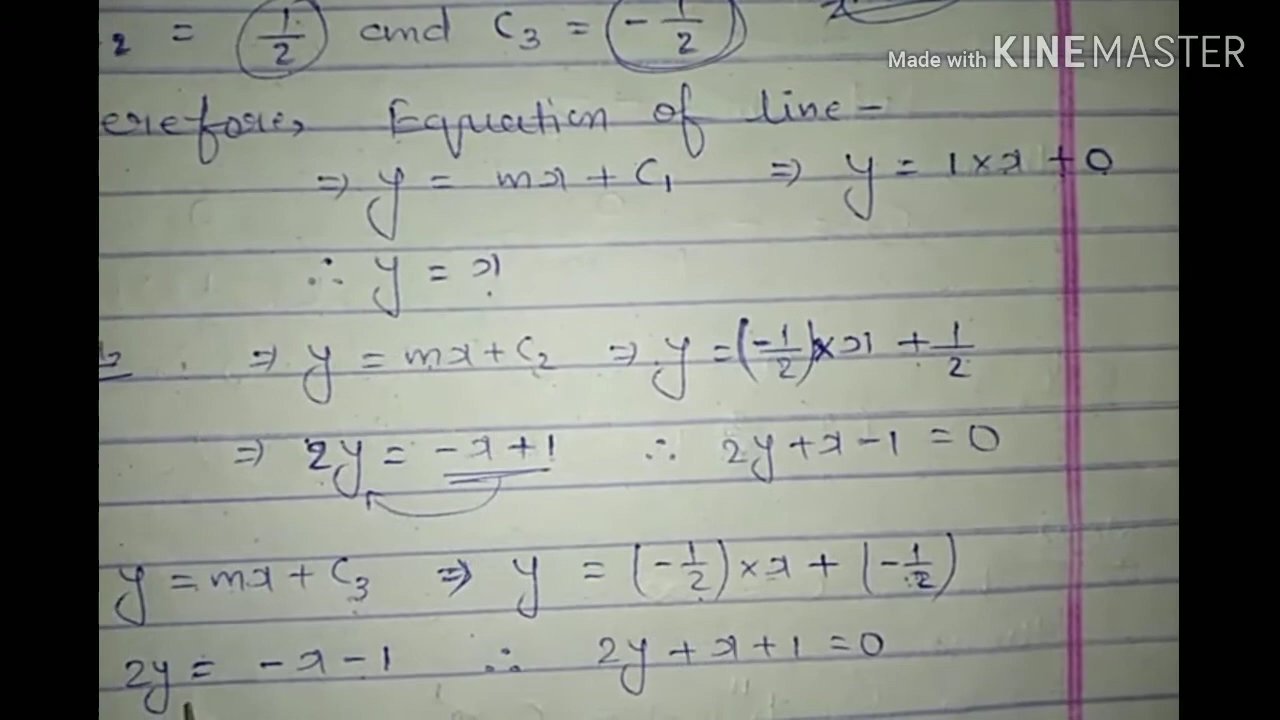 2 = 1/2 and C3 = (-1/2)
Made with KINEMASTER
erefore, Equation of line -
⇒ y = mx + C1 ⇒ y = 1 × x + 0
∴ y = x
⇒ y = mx + C2 ⇒ y = (-1/2) × x + 1/2
⇒ 2y = -x + 1 ∴ 2y + x - 1 = 0
y = mx + C3 ⇒ y = (-1/2) × x + (-1/2)
2y = -x - 1 ∴ 2y + x + 1 = 0